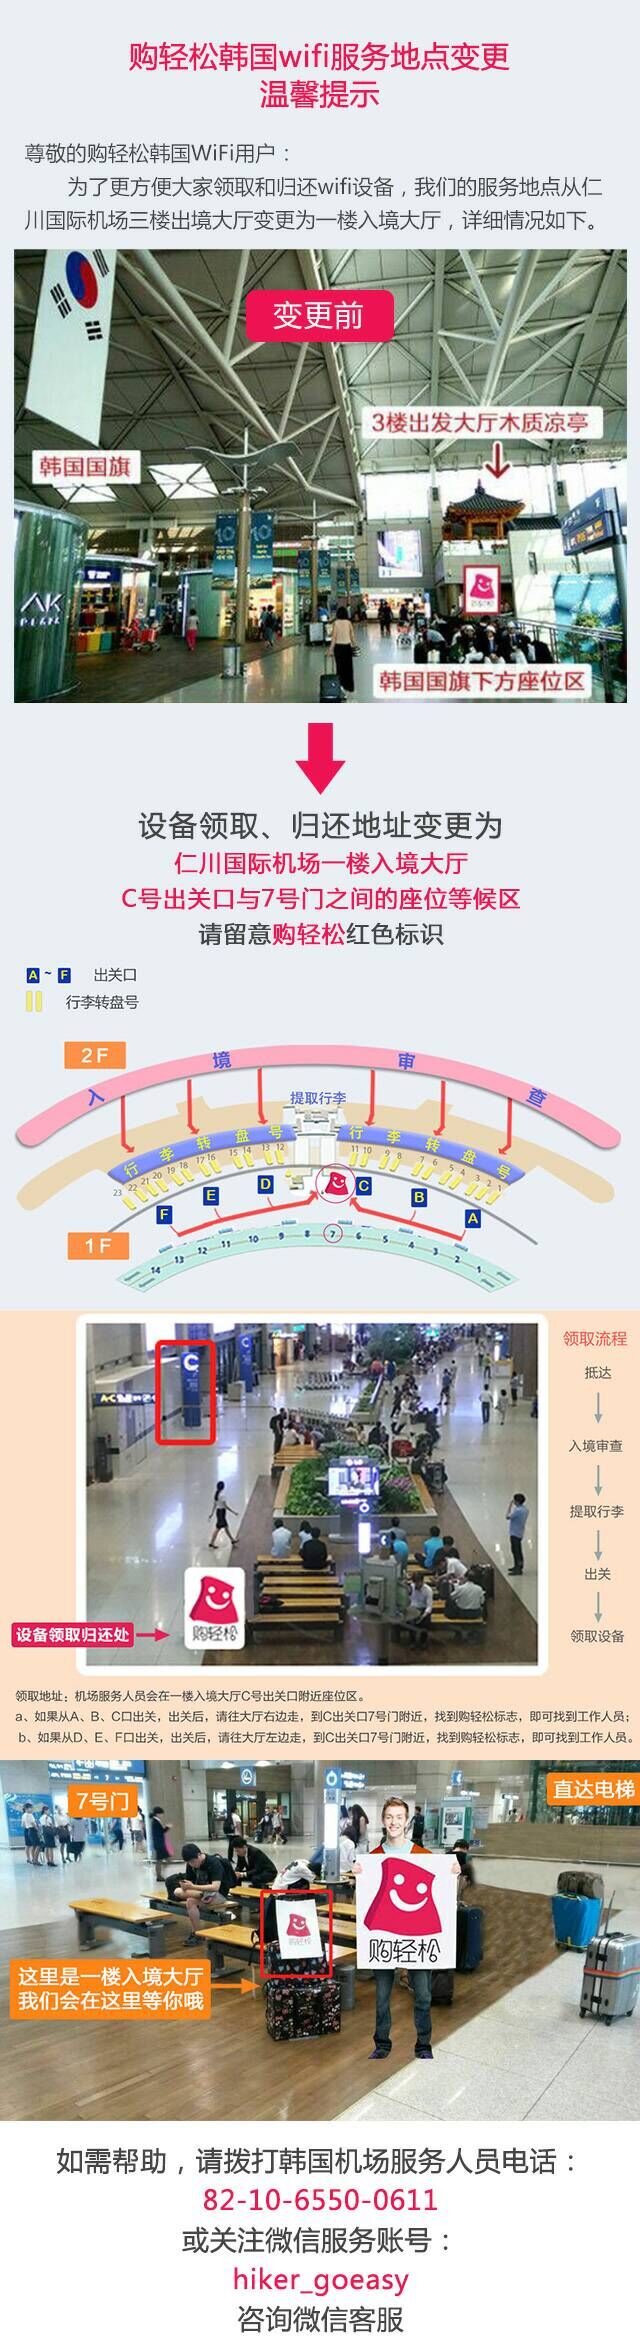 购轻松韩国wifi服务地点变更
温馨提示
尊敬的购轻松韩国WiFi用户：
为了更方便大家领取和归还wifi设备，我们的服务地点从仁
川国际机场三楼出境大厅变更为一楼入境大厅，详细情况如下。
变更前
3楼出发大厅木质凉亭
韩国国旗
AK
PLAZA
购轻松
韩国国旗下方座位区
设备领取、归还地址变更为
仁川国际机场一楼入境大厅
C号出关口与7号门之间的座位等候区
请留意购轻松红色标识
A ~ F 出关口
行李转盘号
2F
入境审查
提取行李
行李转盘号
行李转盘号
23 22 21 20 19 18 17 16 15 14 13 12
11 10 9 8 7 6 5 4 3 2 1
F E D C B A
1F
14 13 12 11 10 9 8 7 6 5 4 3 2 1
领取流程
抵达
入境审查
提取行李
出关
领取设备
C
A-C
购轻松
设备领取归还处
领取地址：机场服务人员会在一楼入境大厅C号出关口附近座位区。
a、如果从A、B、C口出关，出关后，请往大厅右边走，到C出关口7号门附近，找到购轻松标志，即可找到工作人员；
b、如果从D、E、F口出关，出关后，请往大厅左边走，到C出关口7号门附近，找到购轻松标志，即可找到工作人员。
7号门
直达电梯
购轻松
购轻松
这里是一楼入境大厅
我们会在这里等你哦
如需帮助，请拨打韩国机场服务人员电话：
82-10-6550-0611
或关注微信服务账号：
hiker_goeasy
咨询微信客服